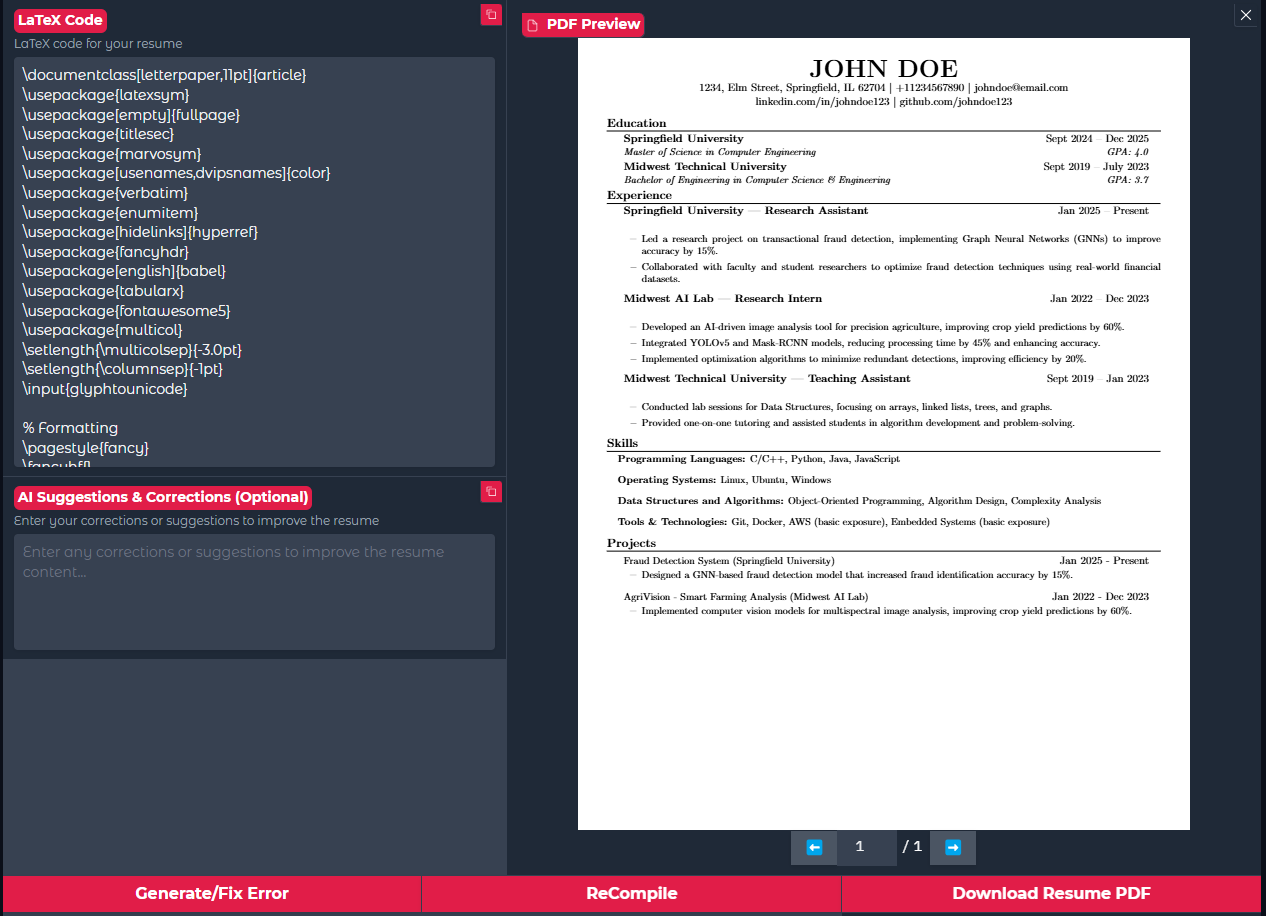 LaTeX Code
LaTeX code for your resume
\documentclass[letterpaper,11pt]{article}
\usepackage{latexsym}
\usepackage[empty]{fullpage}
\usepackage{titlesec}
\usepackage{marvosym}
\usepackage[usenames,dvipsnames]{color}
\usepackage{verbatim}
\usepackage{enumitem}
\usepackage[hidelinks]{hyperref}
\usepackage{fancyhdr}
\usepackage[english]{babel}
\usepackage{tabularx}
\usepackage{fontawesome5}
\usepackage{multicol}
\setlength{\multicolsep}{-3.0pt}
\setlength{\columnsep}{-1pt}
\input{glyphtounicode}
% Formatting
\pagestyle{fancy}
\fancyhf{}
AI Suggestions & Corrections (Optional)
Enter your corrections or suggestions to improve the resume
Enter any corrections or suggestions to improve the resume
content...
PDF Preview
JOHN DOE
1234, Elm Street, Springfield, IL 62704 | +11234567890 | johndoe@email.com
linkedin.com/in/johndoe123 | github.com/johndoe123
Education
Springfield University Sept 2024 – Dec 2025
Master of Science in Computer Engineering GPA: 4.0
Midwest Technical University Sept 2019 – July 2023
Bachelor of Engineering in Computer Science & Engineering GPA: 3.7
Experience
Springfield University — Research Assistant Jan 2025 – Present
– Led a research project on transactional fraud detection, implementing Graph Neural Networks (GNNs) to improve
accuracy by 15%.
– Collaborated with faculty and student researchers to optimize fraud detection techniques using real-world financial
datasets.
Midwest AI Lab — Research Intern Jan 2022 – Dec 2023
– Developed an AI-driven image analysis tool for precision agriculture, improving crop yield predictions by 60%.
– Integrated YOLOv5 and Mask-RCNN models, reducing processing time by 45% and enhancing accuracy.
– Implemented optimization algorithms to minimize redundant detections, improving efficiency by 20%.
Midwest Technical University — Teaching Assistant Sept 2019 – Jan 2023
– Conducted lab sessions for Data Structures, focusing on arrays, linked lists, trees, and graphs.
– Provided one-on-one tutoring and assisted students in algorithm development and problem-solving.
Skills
Programming Languages: C/C++, Python, Java, JavaScript
Operating Systems: Linux, Ubuntu, Windows
Data Structures and Algorithms: Object-Oriented Programming, Algorithm Design, Complexity Analysis
Tools & Technologies: Git, Docker, AWS (basic exposure), Embedded Systems (basic exposure)
Projects
Fraud Detection System (Springfield University) Jan 2025 - Present
– Designed a GNN-based fraud detection model that increased fraud identification accuracy by 15%.
AgriVision - Smart Farming Analysis (Midwest AI Lab) Jan 2022 - Dec 2023
– Implemented computer vision models for multispectral image analysis, improving crop yield predictions by 60%.
1 / 1
Generate/Fix Error
ReCompile
Download Resume PDF